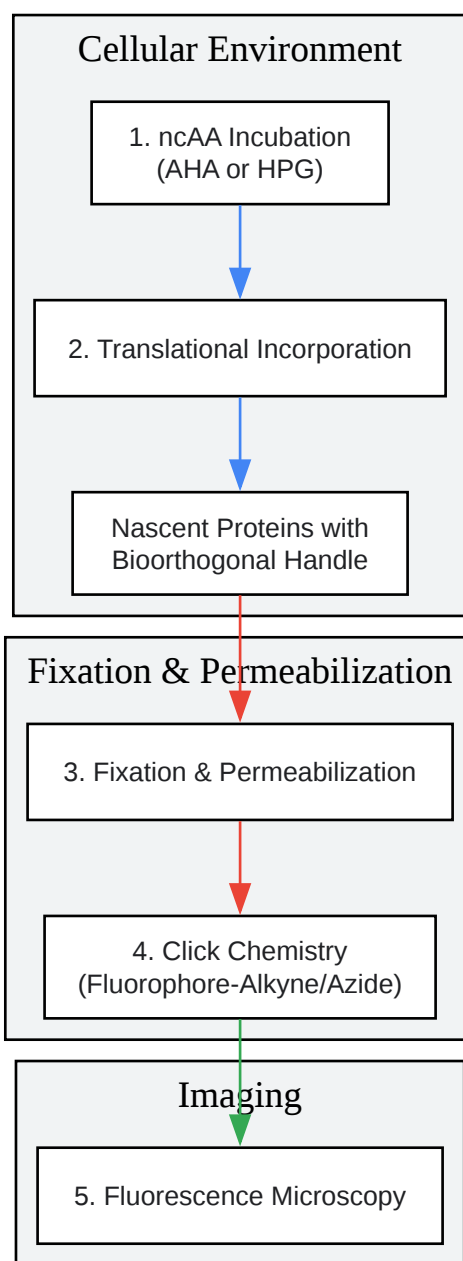 Cellular Environment
1. ncAA Incubation
(AHA or HPG)
2. Translational Incorporation
Nascent Proteins with
Bioorthogonal Handle
Fixation & Permeabilization
3. Fixation & Permeabilization
4. Click Chemistry
(Fluorophore-Alkyne/Azide)
Imaging
5. Fluorescence Microscopy